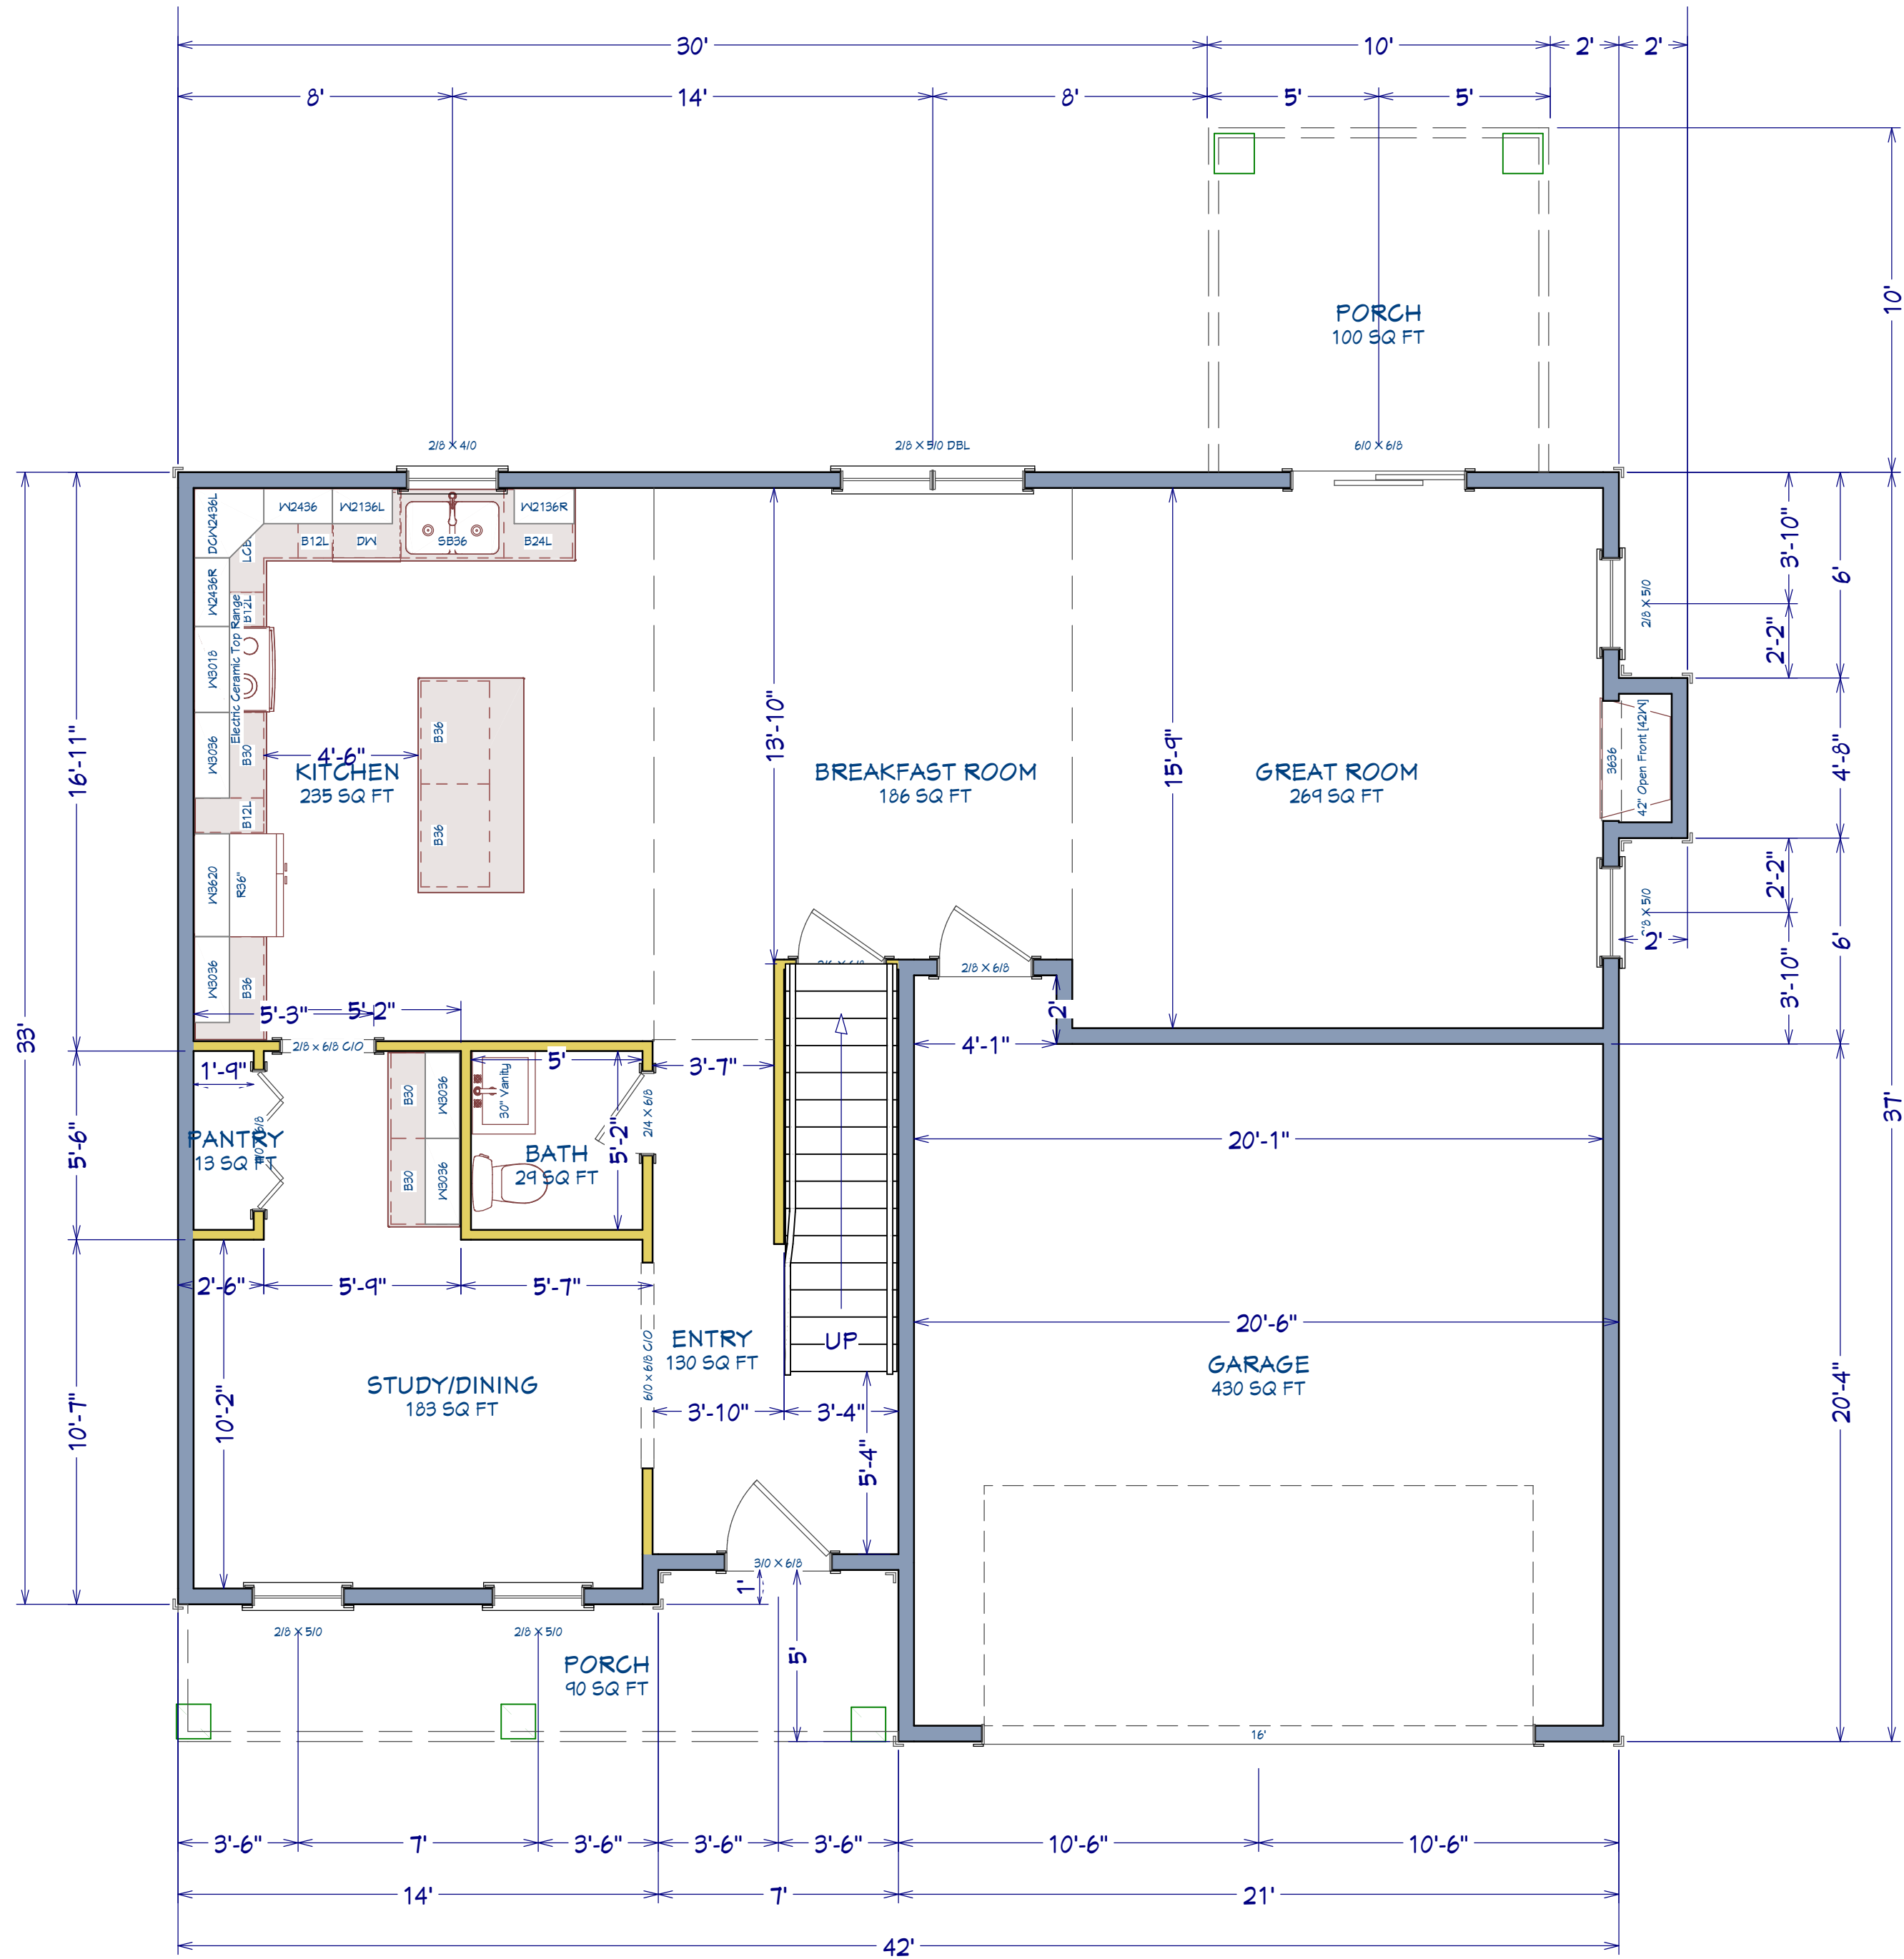 30'
10'
2'
2'
8'
14'
8'
5'
5'
PORCH
100 SQ FT
10'
2/8 X 4/0
2/8 X 5/0 DBL
6/0 X 6/8
DCW2436L
W2436
W2136L
W2136R
LCB
B12L
DW
SB36
B24L
W2436R
B12L
Electric Ceramic Top Range
W3018
W3036
B30
B12L
W3620
R36"
W3036
B36
4'-6"
KITCHEN
235 SQ FT
B36
B36
13'-10"
BREAKFAST ROOM
186 SQ FT
15'-9"
GREAT ROOM
269 SQ FT
3636
42" Open Front [42W]
2/8 X 5/0
3'-10"
2'-2"
6'
4'-8"
2'-2"
3'-10"
6'
2/8 X 5/0
2'
33'
16'-11"
5'-6"
10'-7"
37'
20'-4"
5'-3"
5'-2"
2/8 x 6/8 C/O
1'-9"
PANTRY
13 SQ FT
B30
W3036
B30
W3036
5'
30" Vanity
BATH
29 SQ FT
5'-2"
2/4 X 6/8
3'-7"
2/8 X 6/8
2'
4'-1"
20'-1"
20'-6"
GARAGE
430 SQ FT
2'-6"
5'-9"
5'-7"
10'-2"
STUDY/DINING
183 SQ FT
6/0 x 6/8 C/O
ENTRY
130 SQ FT
UP
3'-10"
3'-4"
5'-4"
3/0 X 6/8
1'
5'
2/8 X 5/0
2/8 X 5/0
PORCH
90 SQ FT
16'
3'-6"
7'
3'-6"
3'-6"
3'-6"
10'-6"
10'-6"
14'
7'
21'
42'